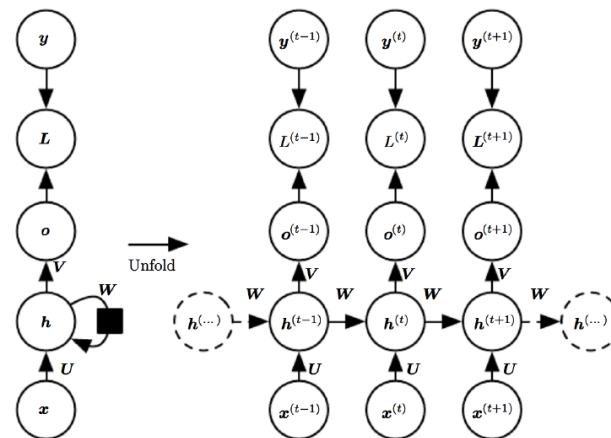 y y^(t−1) y^(t) y^(t+1)
L L^(t−1) L^(t) L^(t+1)
o o^(t−1) o^(t) o^(t+1)
Unfold
V V V V
W W W W W
h h^(...) h^(t−1) h^(t) h^(t+1) h^(...)
U U U U
x x^(t−1) x^(t) x^(t+1)